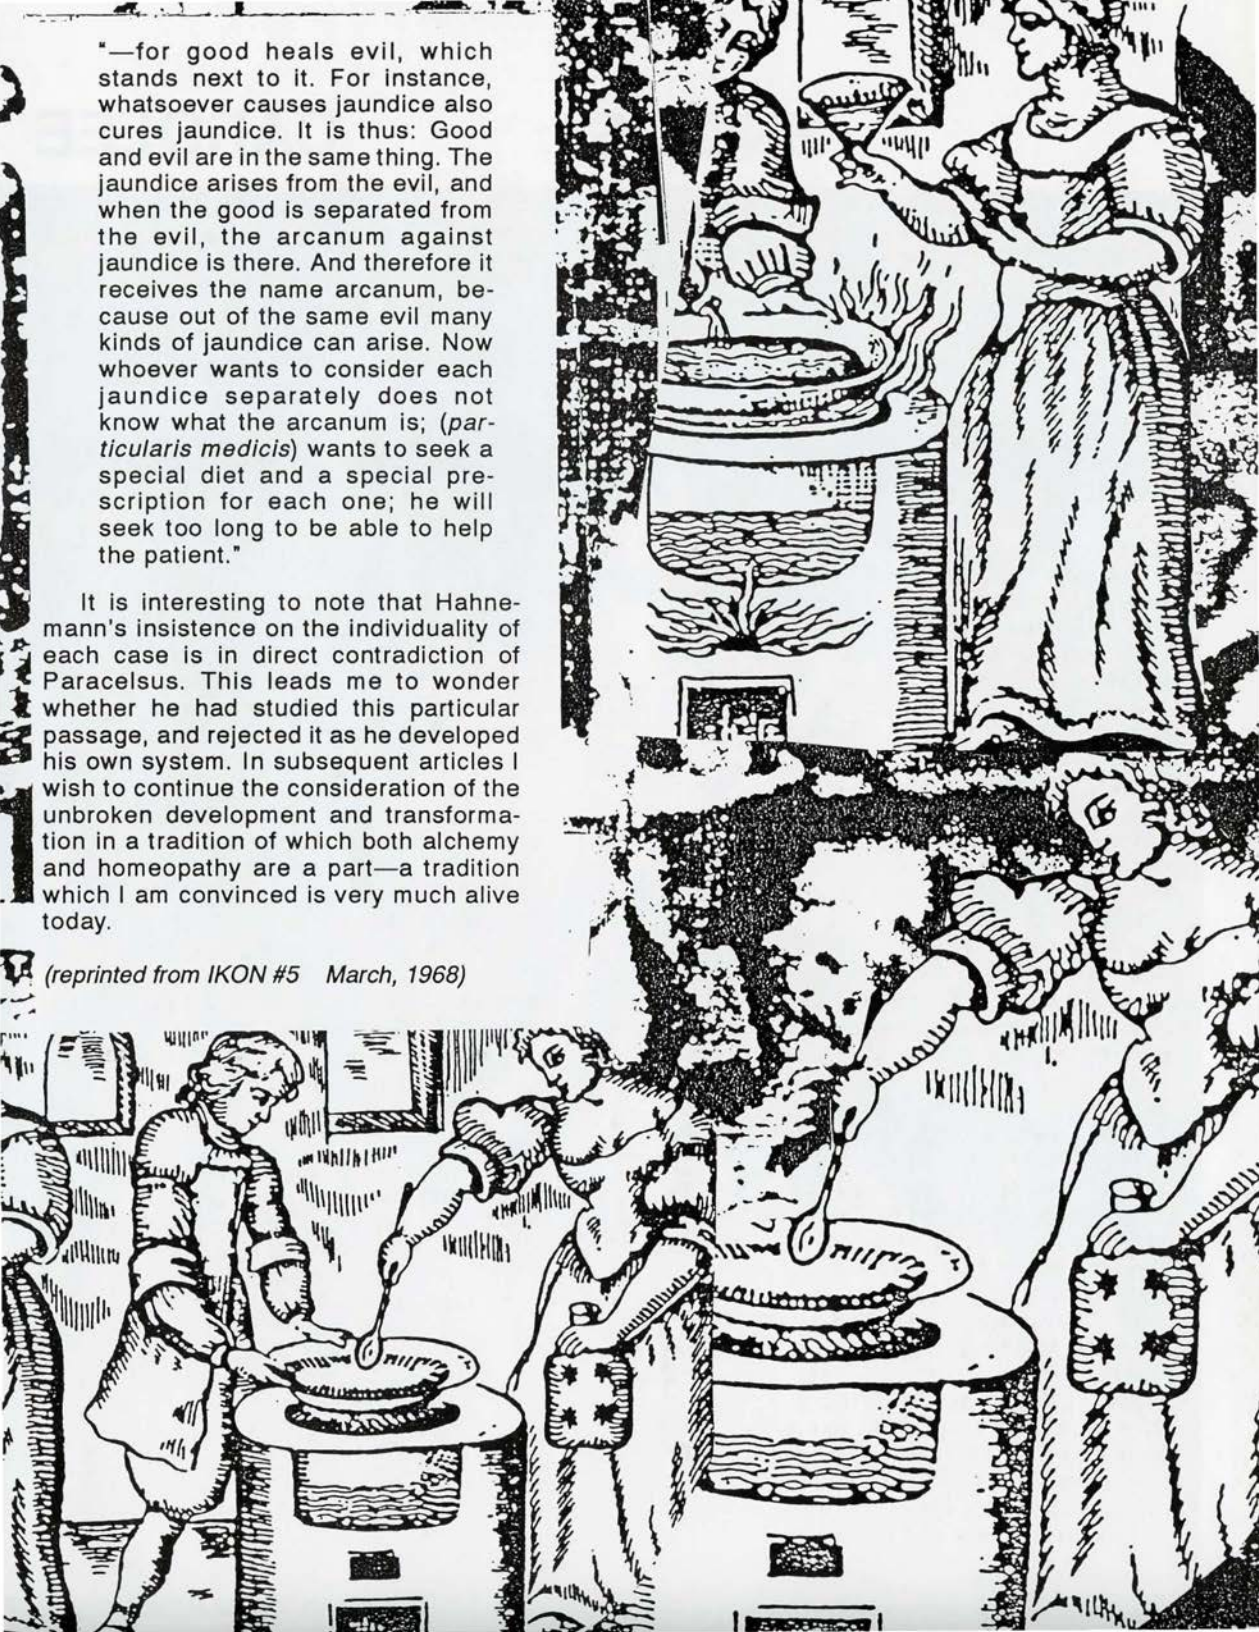 "—for good heals evil, which
stands next to it. For instance,
whatsoever causes jaundice also
cures jaundice. It is thus: Good
and evil are in the same thing. The
jaundice arises from the evil, and
when the good is separated from
the evil, the arcanum against
jaundice is there. And therefore it
receives the name arcanum, be-
cause out of the same evil many
kinds of jaundice can arise. Now
whoever wants to consider each
jaundice separately does not
know what the arcanum is; (par-
ticularis medicis) wants to seek a
special diet and a special pre-
scription for each one; he will
seek too long to be able to help
the patient."
It is interesting to note that Hahne-
mann's insistence on the individuality of
each case is in direct contradiction of
Paracelsus. This leads me to wonder
whether he had studied this particular
passage, and rejected it as he developed
his own system. In subsequent articles I
wish to continue the consideration of the
unbroken development and transforma-
tion in a tradition of which both alchemy
and homeopathy are a part—a tradition
which I am convinced is very much alive
today.
(reprinted from IKON #5 March, 1968)